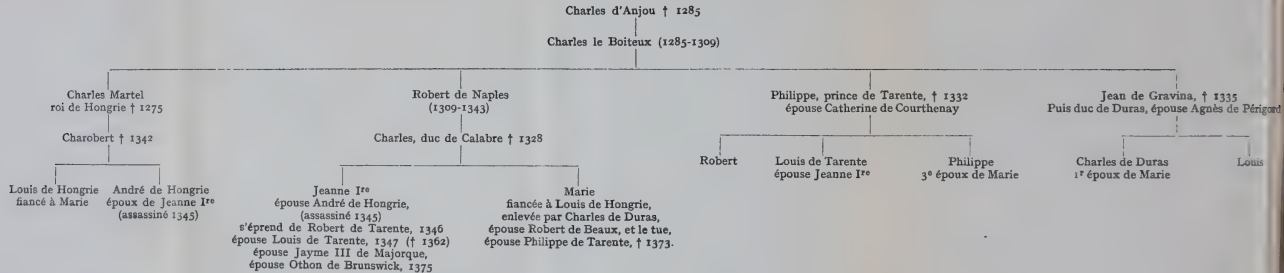 Charles d'Anjou † 1285
Charles le Boiteux (1285-1309)
Charles Martel
roi de Hongrie † 1275
Robert de Naples
(1309-1343)
Philippe, prince de Tarente, † 1332
épouse Catherine de Courthenay
Jean de Gravina, † 1335
Puis duc de Duras, épouse Agnès de Périgord
Charobert † 1342
Charles, duc de Calabre † 1328
Louis de Hongrie
fiancé à Marie
André de Hongrie
époux de Jeanne Iʳᵉ
(assassiné 1345)
Jeanne Iʳᵉ
épouse André de Hongrie,
(assassiné 1345)
s'éprend de Robert de Tarente, 1346
épouse Louis de Tarente, 1347 († 1362)
épouse Jayme III de Majorque,
épouse Othon de Brunswick, 1375
Marie
fiancée à Louis de Hongrie,
enlevée par Charles de Duras,
épouse Robert de Beaux, et le tue,
épouse Philippe de Tarente, † 1373.
Robert
Louis de Tarente
épouse Jeanne Iʳᵉ
Philippe
3ᵉ époux de Marie
Charles de Duras
1ʳ époux de Marie
Louis